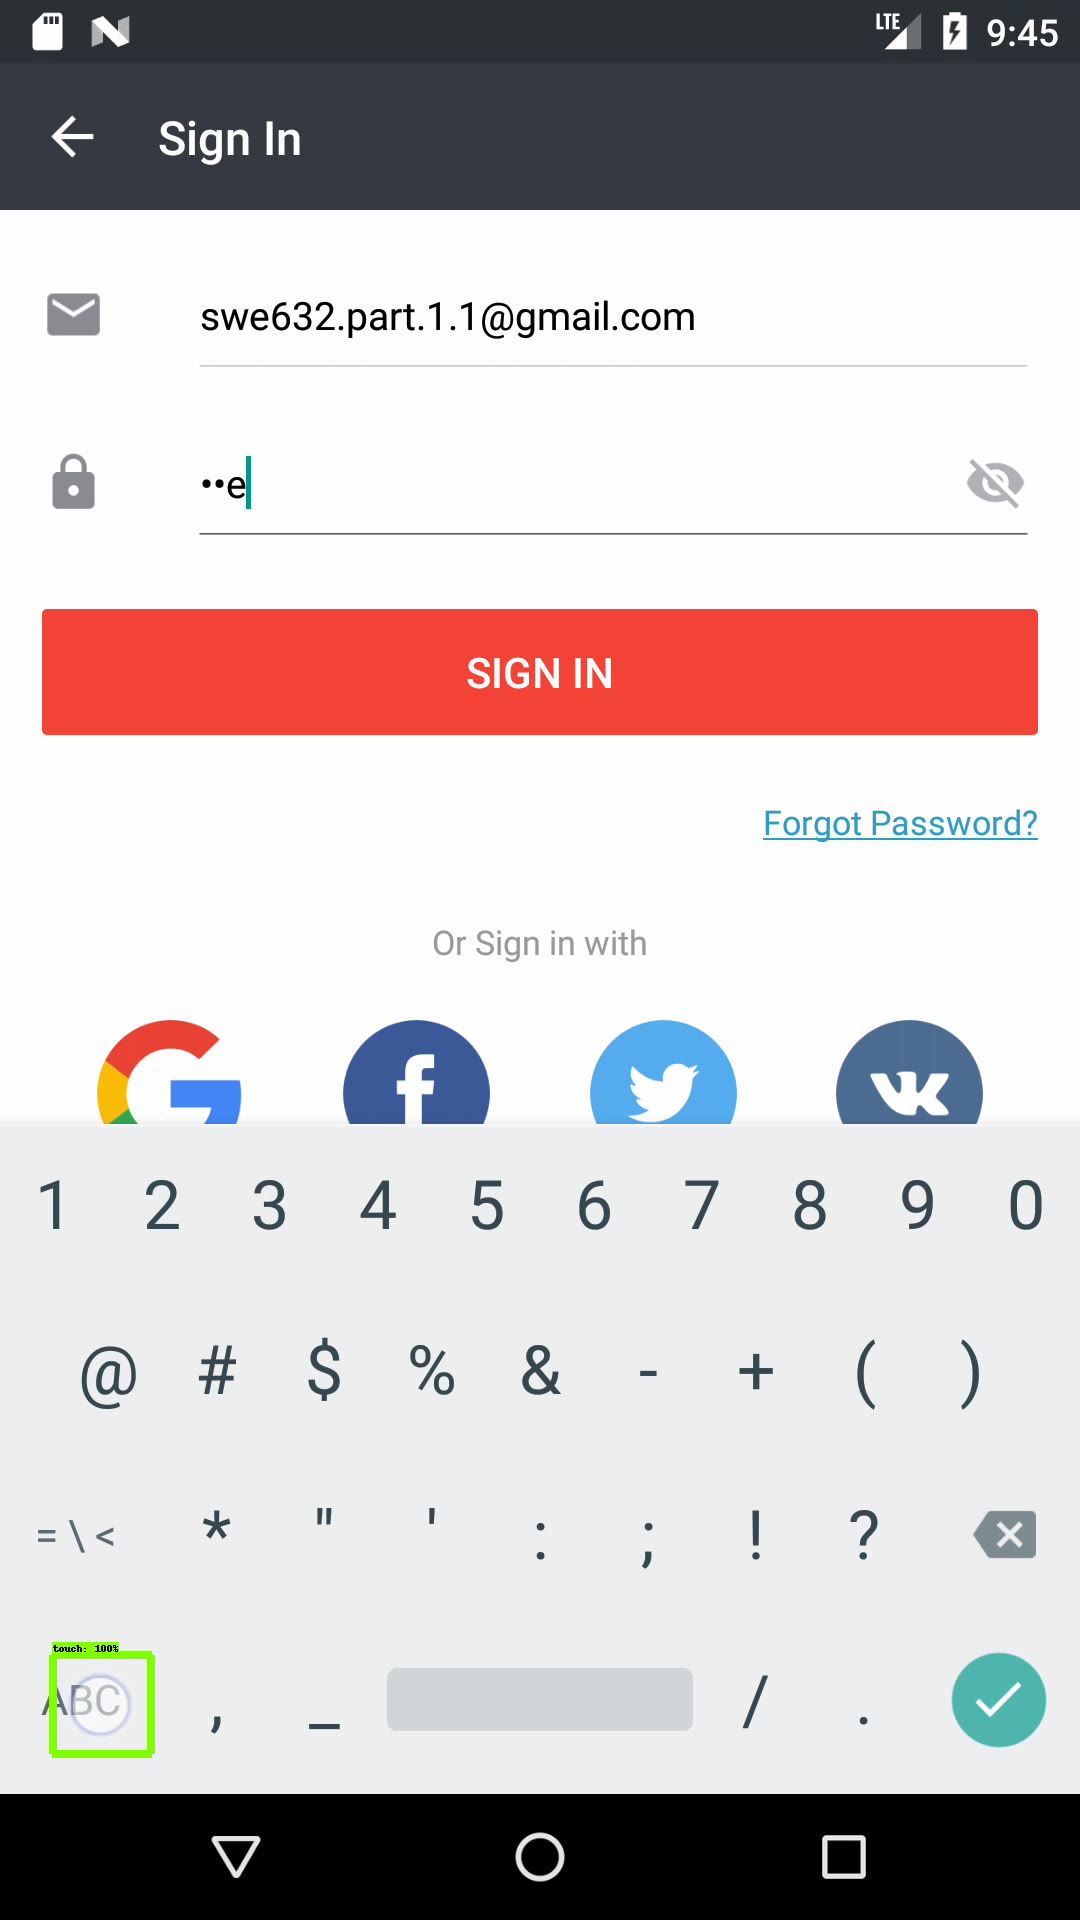 LTE 9:45
Sign In
swe632.part.1.1@gmail.com
••e
SIGN IN
Forgot Password?
Or Sign in with
1 2 3 4 5 6 7 8 9 0
@ # $ % & - + ( )
= \ < * " ' : ; ! ?
touch: 100%
ABC , _ / .